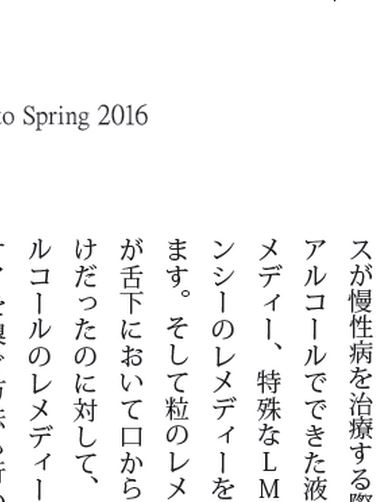 to Spring 2016
スが慢性病を治療する際
アルコールでできた液
メディー、特殊なLM
ンシーのレメディーを
ます。そして粒のレメ
が舌下において口から
けだったのに対して、
ルコールのレメディー